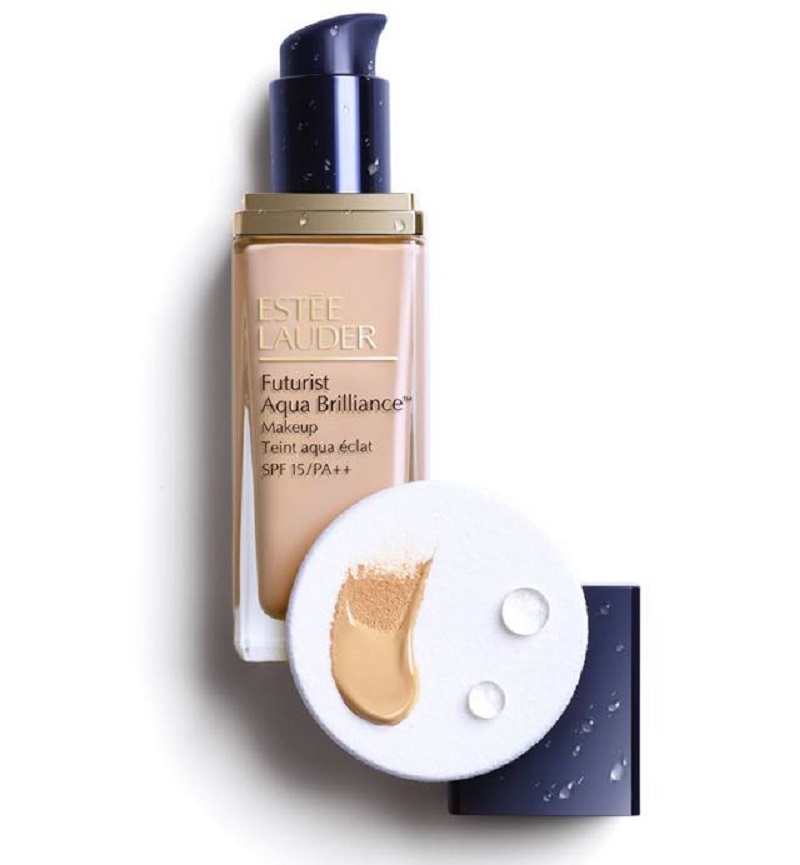 ESTĒE
LAUDER
Futurist
Aqua Brilliance™
Makeup
Teint aqua éclat
SPF 15/PA++